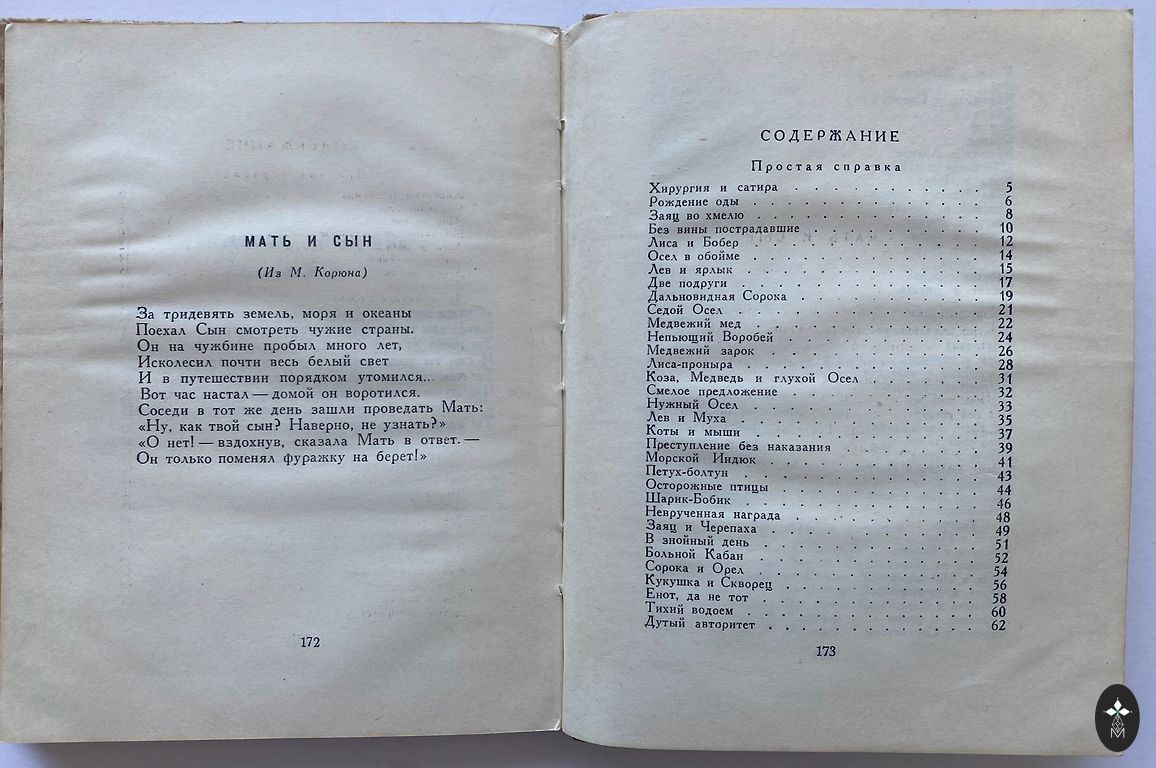 МАТЬ И СЫН
(Из М. Корюна)
За тридевять земель, моря и океаны
Поехал Сын смотреть чужие страны.
Он на чужбине пробыл много лет,
Исколесил почти весь белый свет
И в путешествии порядком утомился...
Вот час настал — домой он воротился.
Соседи в тот же день зашли проведать Мать:
«Ну, как твой сын? Наверно, не узнать?»
«О нет! — вздохнув, сказала Мать в ответ. —
Он только поменял фуражку на берет!»
172
СОДЕРЖАНИЕ
Простая справка
Хирургия и сатира . . . . . . . . . . . 5
Рождение оды . . . . . . . . . . . . 6
Заяц во хмелю . . . . . . . . . . . . 8
Без вины пострадавшие . . . . . . . . . . 10
Лиса и Бобер . . . . . . . . . . . . 12
Осел в обойме . . . . . . . . . . . . 14
Лев и ярлык . . . . . . . . . . . . 15
Две подруги . . . . . . . . . . . . 17
Дальновидная Сорока . . . . . . . . . . 19
Седой Осел . . . . . . . . . . . . 21
Медвежий мед . . . . . . . . . . . . 22
Непьющий Воробей . . . . . . . . . . . 24
Медвежий зарок . . . . . . . . . . . 26
Лиса-проныра . . . . . . . . . . . . 28
Коза, Медведь и глухой Осел . . . . . . . 31
Смелое предложение . . . . . . . . . . 32
Нужный Осел . . . . . . . . . . . . 33
Лев и Муха . . . . . . . . . . . . 35
Коты и мыши . . . . . . . . . . . . 37
Преступление без наказания . . . . . . . . 39
Морской Индюк . . . . . . . . . . . 41
Петух-болтун . . . . . . . . . . . . 43
Осторожные птицы . . . . . . . . . . . 44
Шарик-Бобик . . . . . . . . . . . . 46
Неврученная награда . . . . . . . . . . 48
Заяц и Черепаха . . . . . . . . . . . 49
В знойный день . . . . . . . . . . . 51
Больной Кабан . . . . . . . . . . . 52
Сорока и Орел . . . . . . . . . . . 54
Кукушка и Скворец . . . . . . . . . . 56
Енот, да не тот . . . . . . . . . . . 58
Тихий водоем . . . . . . . . . . . . 60
Дутый авторитет . . . . . . . . . . . 62
173
М